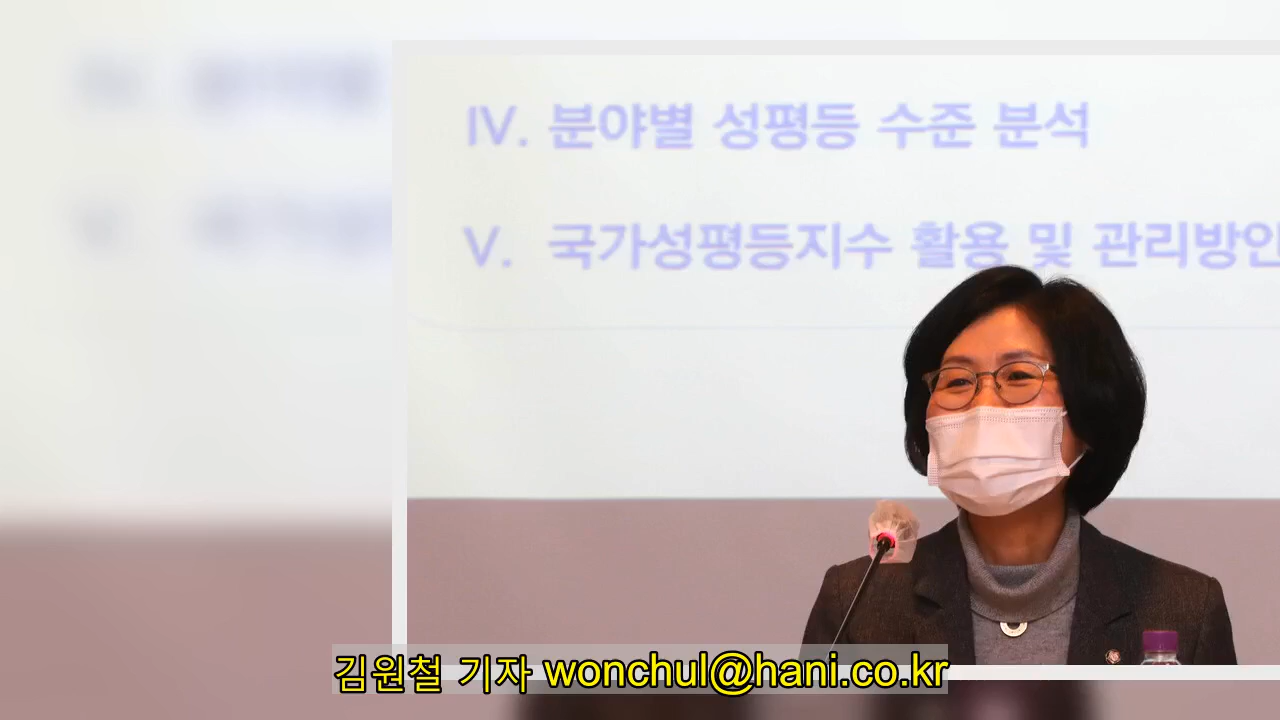 IV. 분야별 성평등 수준 분석
V. 국가성평등지수 활용 및 관리방안
김원철 기자 wonchul@hani.co.kr